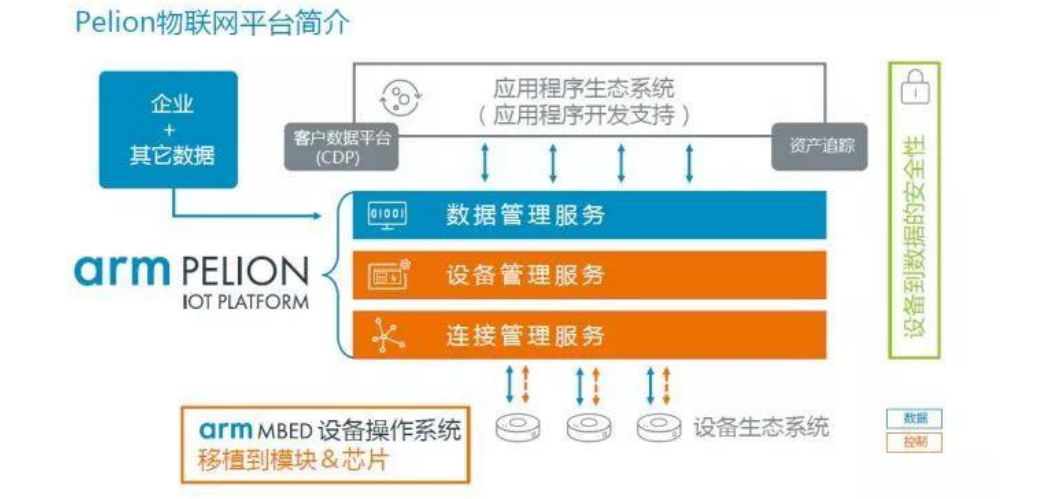 Pelion物联网平台简介
企业
+
其它数据
应用程序生态系统
（应用程序开发支持）
客户数据平台
(CDP)
资产追踪
01001
数据管理服务
arm PELION
IOT PLATFORM
设备管理服务
连接管理服务
设备到数据的安全性
arm MBED 设备操作系统
移植到模块&芯片
设备生态系统
数据
控制